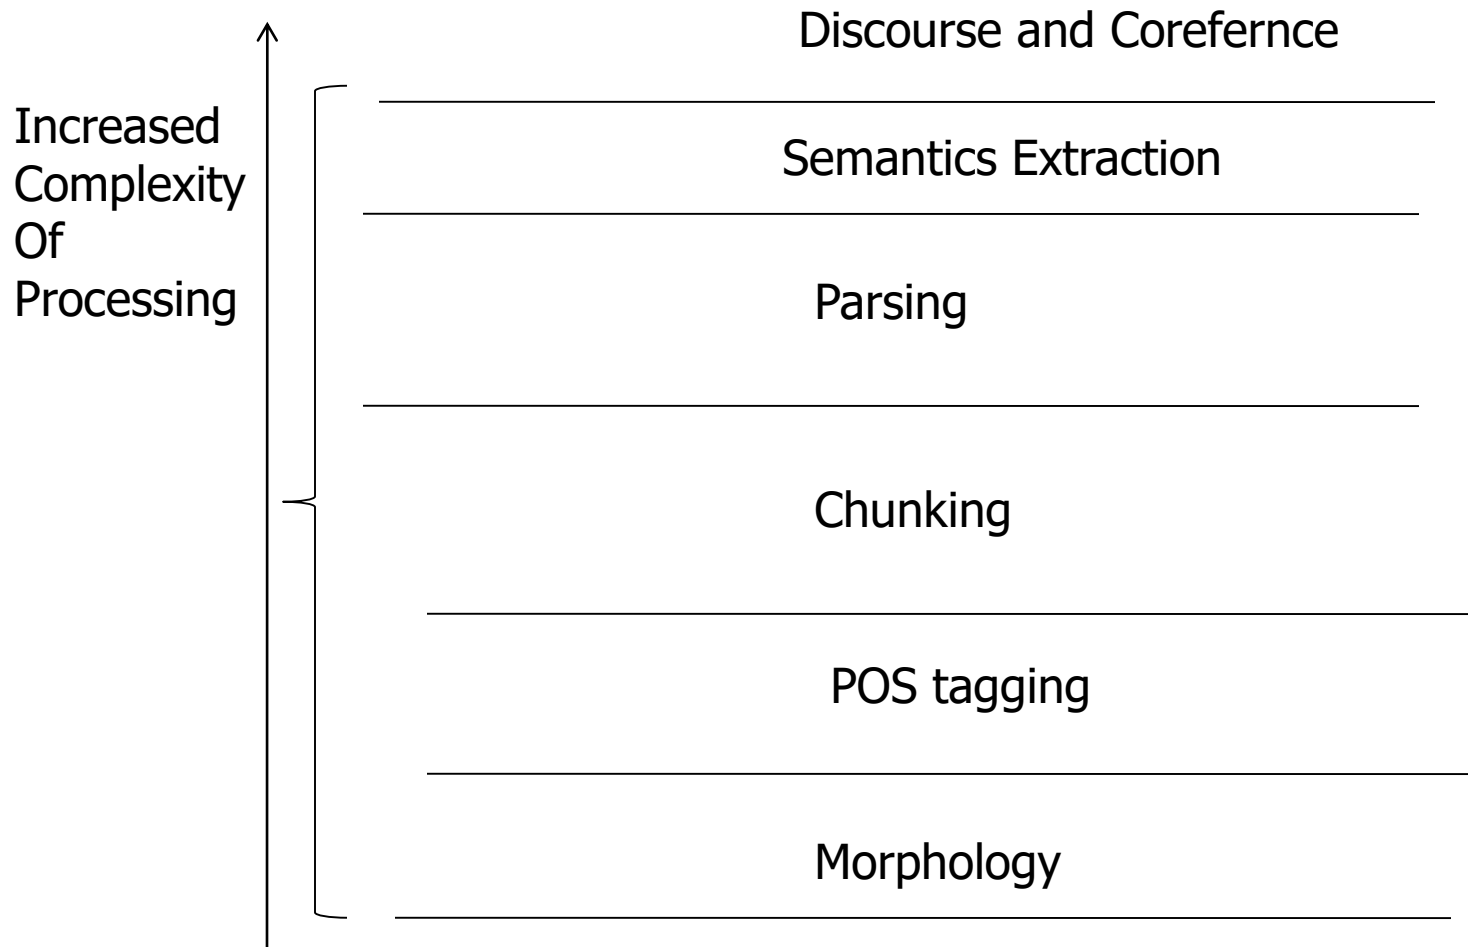 Discourse and Corefernce
Increased
Complexity
Of
Processing
Semantics Extraction
Parsing
Chunking
POS tagging
Morphology